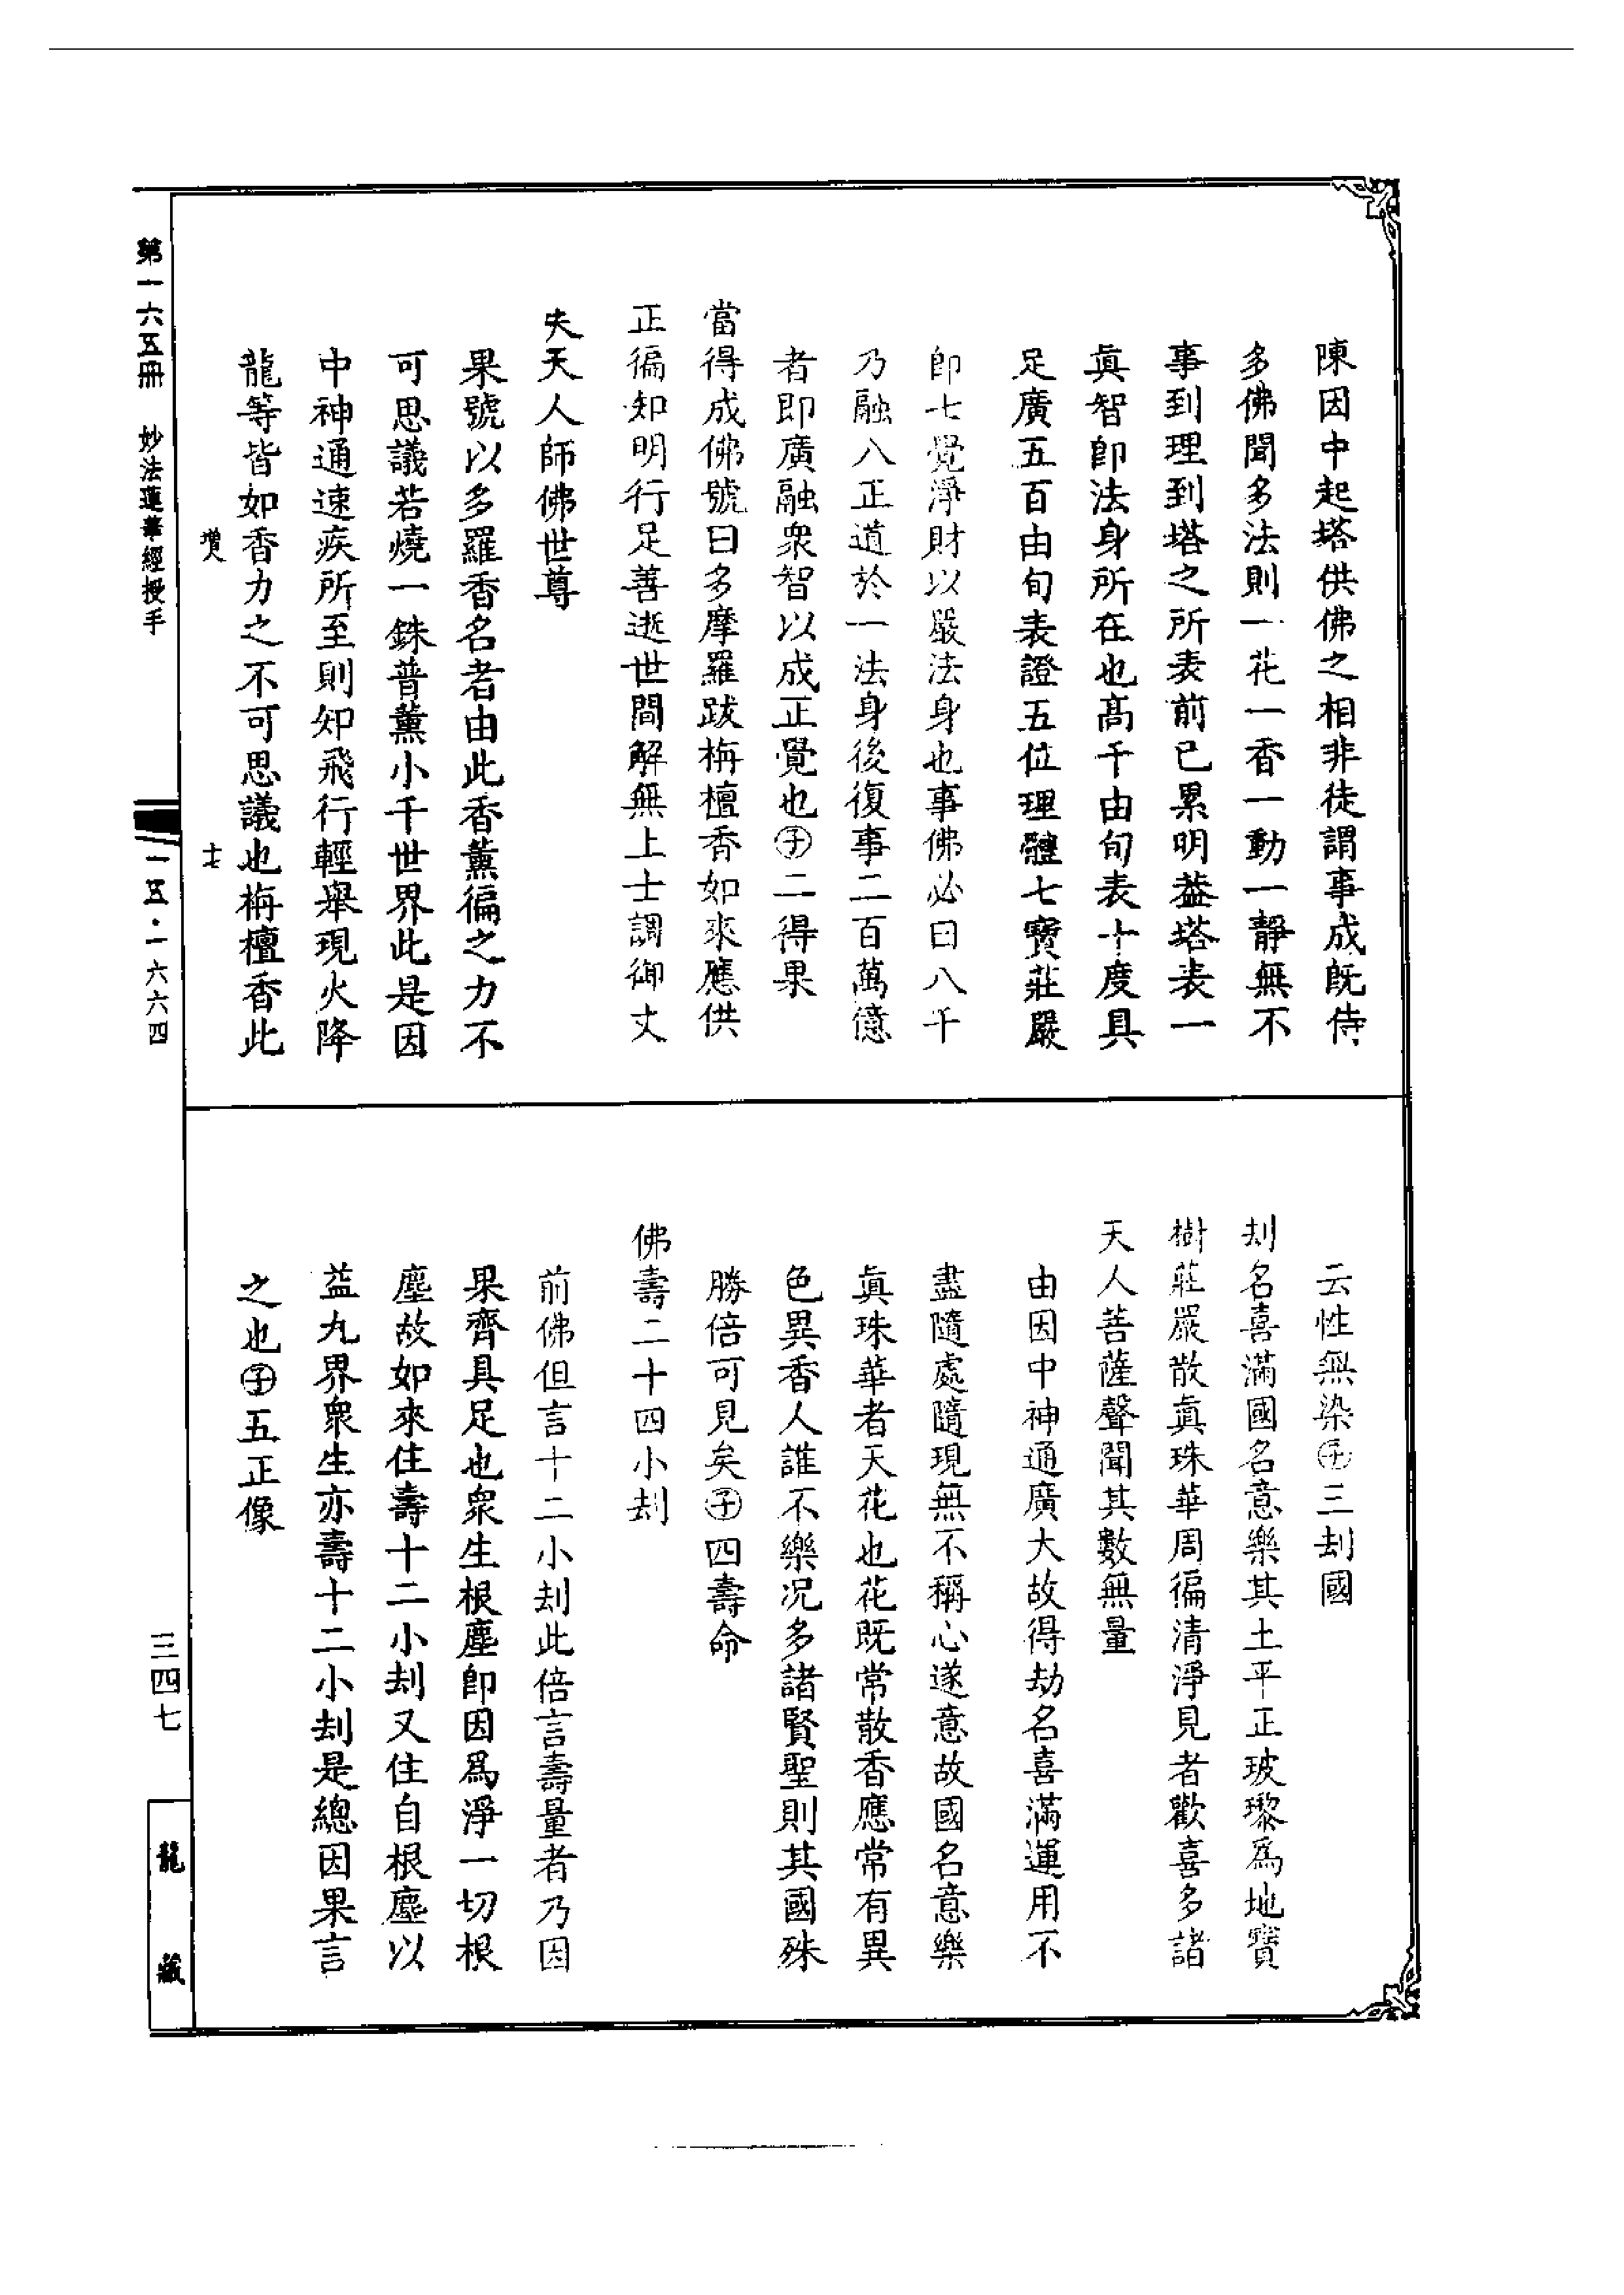 陳因中起塔供佛之相非徒謂事成既侍
多佛聞多法則一花一香一動一靜無不
事到理到塔之所表前已累明葢塔表一
眞智卽法身所在也高千由旬表十度具
足廣五百由旬表證五位理體七寶莊嚴
卽七覺淨財以嚴法身也事佛必曰八千
乃融八正道於一法身後復事二百萬億
者即廣融衆智以成正覺也㊉子二得果
當得成佛號曰多摩羅跋栴檀香如來應供
正徧知明行足善逝世間解無上士調御丈
夫天人師佛世尊
果號以多羅香名者由此香薰徧之力不
可思議若燒一銖普薰小千世界此是因
中神通速疾所至則知飛行輕舉現火降
龍等皆如香力之不可思議也栴檀香此
云性無染子三刦國
刦名喜滿國名意樂其土平正玻瓈爲地寶
樹莊嚴散眞珠華周徧清淨見者歡喜多諸
天人菩薩聲聞其數無量
由因中神通廣大故得劫名喜滿運用不
盡隨處隨現無不稱心遂意故國名意樂
眞珠華者天花也花既常散香應常有異
色異香人誰不樂况多諸賢聖則其國殊
勝倍可見矣子四壽命
佛壽二十四小刦
前佛但言十二小刦此倍言壽量者乃因
果齊具足也衆生根塵卽因爲淨一切根
塵故如來住壽十二小刦又住自根塵以
益九界衆生亦壽十二小刦是總因果言
之也子五正像
第一六五冊 妙法蓮華經授手
一五·一六六四
三四七
龍藏